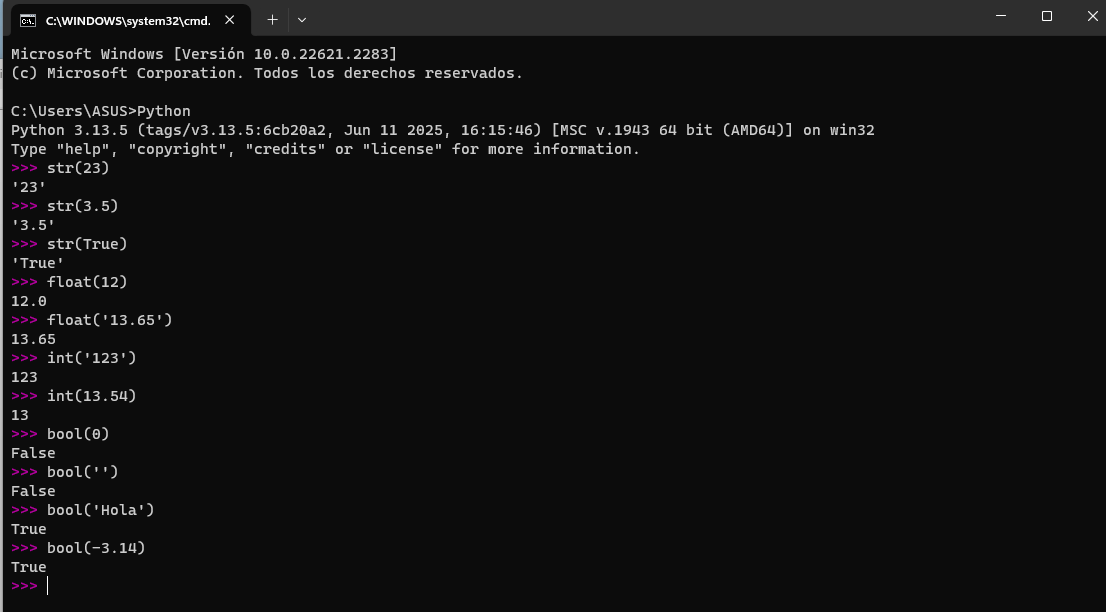 C:\WINDOWS\system32\cmd.
Microsoft Windows [Versión 10.0.22621.2283]
(c) Microsoft Corporation. Todos los derechos reservados.
C:\Users\ASUS>Python
Python 3.13.5 (tags/v3.13.5:6cb20a2, Jun 11 2025, 16:15:46) [MSC v.1943 64 bit (AMD64)] on win32
Type "help", "copyright", "credits" or "license" for more information.
>>> str(23)
'23'
>>> str(3.5)
'3.5'
>>> str(True)
'True'
>>> float(12)
12.0
>>> float('13.65')
13.65
>>> int('123')
123
>>> int(13.54)
13
>>> bool(0)
False
>>> bool('')
False
>>> bool('Hola')
True
>>> bool(-3.14)
True
>>>